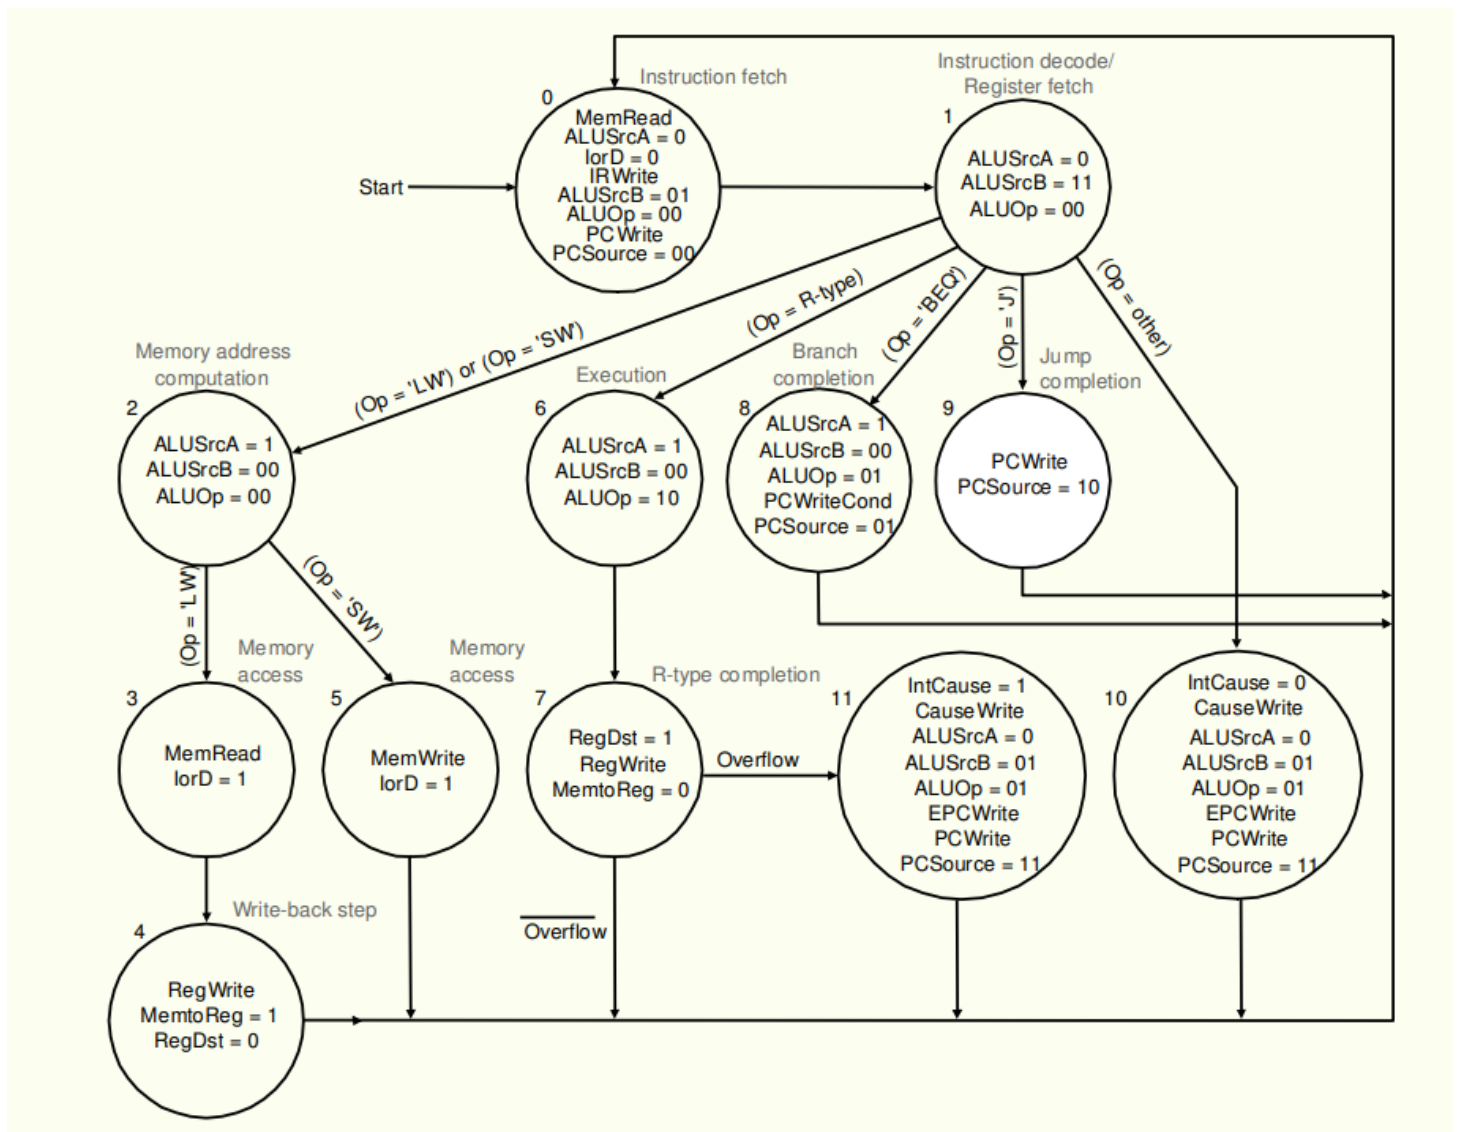 Instruction decode/
Register fetch
Instruction fetch
0
1
MemRead
ALUSrcA = 0
IorD = 0
IRWrite
ALUSrcB = 01
ALUOp = 00
PCWrite
PCSource = 00
Start
ALUSrcA = 0
ALUSrcB = 11
ALUOp = 00
(Op = 'LW') or (Op = 'SW')
(Op = R-type)
(Op = 'BEQ')
(Op = 'J')
(Op = other)
Memory address
computation
2
ALUSrcA = 1
ALUSrcB = 00
ALUOp = 00
Execution
6
ALUSrcA = 1
ALUSrcB = 00
ALUOp = 10
Branch
completion
8
ALUSrcA = 1
ALUSrcB = 00
ALUOp = 01
PCWriteCond
PCSource = 01
Jump
completion
9
PCWrite
PCSource = 10
(Op = 'LW')
(Op = 'SW')
Memory
access
3
MemRead
IorD = 1
Memory
access
5
MemWrite
IorD = 1
R-type completion
7
RegDst = 1
RegWrite
MemtoReg = 0
Overflow
11
IntCause = 1
CauseWrite
ALUSrcA = 0
ALUSrcB = 01
ALUOp = 01
EPCWrite
PCWrite
PCSource = 11
10
IntCause = 0
CauseWrite
ALUSrcA = 0
ALUSrcB = 01
ALUOp = 01
EPCWrite
PCWrite
PCSource = 11
Overflow
Write-back step
4
RegWrite
MemtoReg = 1
RegDst = 0